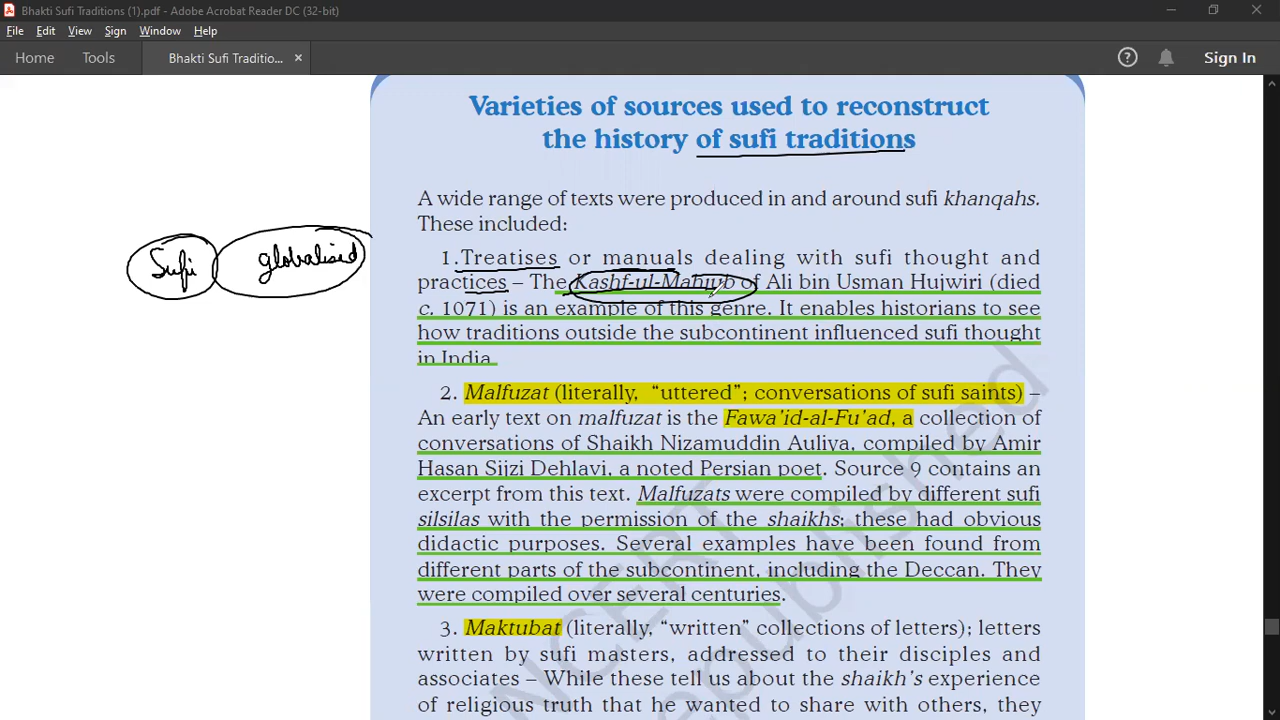 Bhakti Sufi Traditions (1).pdf - Adobe Acrobat Reader DC (32-bit)
File Edit View Sign Window Help
Home Tools Bhakti Sufi Traditio... × Sign In
Varieties of sources used to reconstruct
the history of sufi traditions
A wide range of texts were produced in and around sufi khanqahs.
These included:
Sufi globalised
1.Treatises or manuals dealing with sufi thought and
practices – The Kashf-ul-Mahjub of Ali bin Usman Hujwiri (died
c. 1071) is an example of this genre. It enables historians to see
how traditions outside the subcontinent influenced sufi thought
in India.
2. Malfuzat (literally, “uttered”; conversations of sufi saints) –
An early text on malfuzat is the Fawa’id-al-Fu’ad, a collection of
conversations of Shaikh Nizamuddin Auliya, compiled by Amir
Hasan Sijzi Dehlavi, a noted Persian poet. Source 9 contains an
excerpt from this text. Malfuzats were compiled by different sufi
silsilas with the permission of the shaikhs; these had obvious
didactic purposes. Several examples have been found from
different parts of the subcontinent, including the Deccan. They
were compiled over several centuries.
3. Maktubat (literally, “written” collections of letters); letters
written by sufi masters, addressed to their disciples and
associates – While these tell us about the shaikh’s experience
of religious truth that he wanted to share with others, they
NCERT
republished